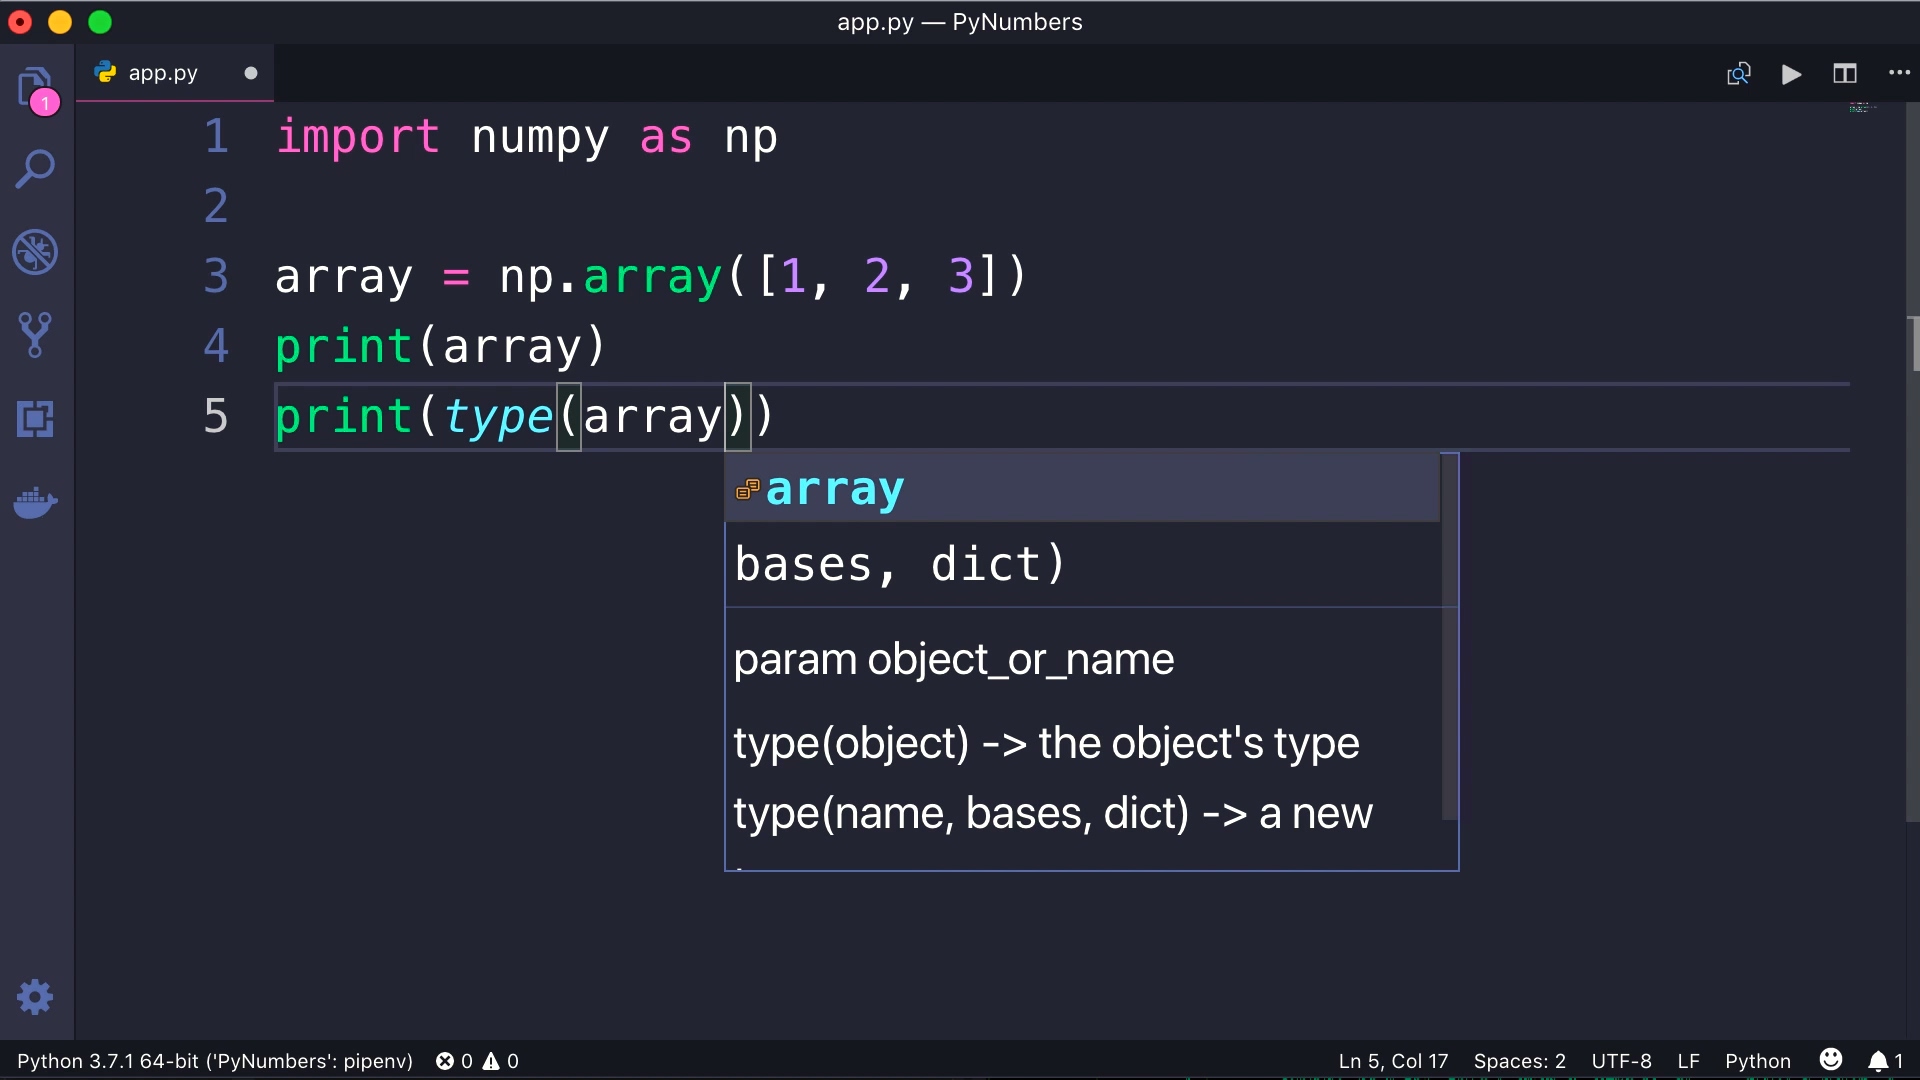 app.py — PyNumbers
app.py
1
1 import numpy as np
2
3 array = np.array([1, 2, 3])
4 print(array)
5 print(type(array))
array
bases, dict)
param object_or_name
type(object) -> the object's type
type(name, bases, dict) -> a new
Python 3.7.1 64-bit ('PyNumbers': pipenv) 0 0 Ln 5, Col 17 Spaces: 2 UTF-8 LF Python 1